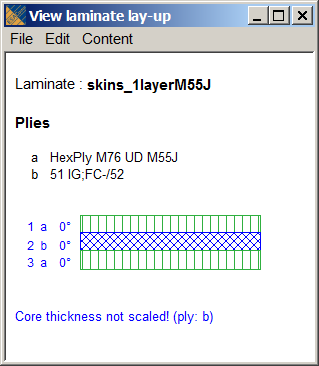 View laminate lay-up
File Edit Content
Laminate : skins_1layerM55J
Plies
a HexPly M76 UD M55J
b 51 IG;FC-/52
1 a 0°
2 b 0°
3 a 0°
Core thickness not scaled! (ply: b)